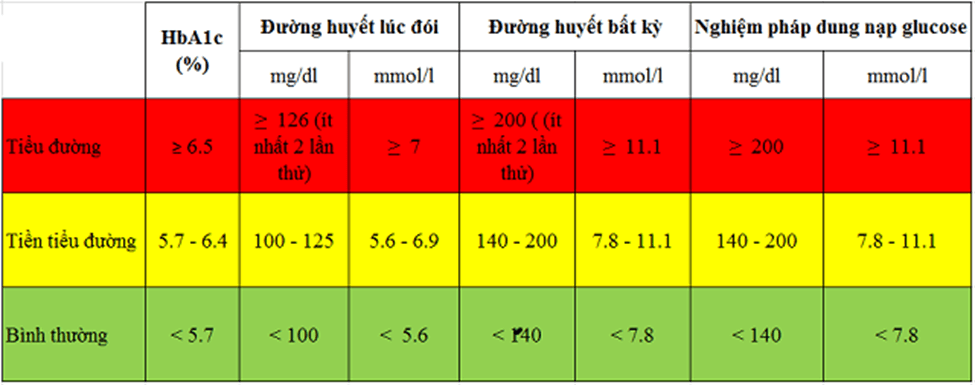 HbA1c (%) Đường huyết lúc đói Đường huyết bất kỳ Nghiệm pháp dung nạp glucose
mg/dl mmol/l mg/dl mmol/l mg/dl mmol/l
Tiểu đường ≥ 6.5 ≥ 126 (ít nhất 2 lần thử) ≥ 7 ≥ 200 ( (ít nhất 2 lần thử) ≥ 11.1 ≥ 200 ≥ 11.1
Tiền tiểu đường 5.7 - 6.4 100 - 125 5.6 - 6.9 140 - 200 7.8 - 11.1 140 - 200 7.8 - 11.1
Bình thường < 5.7 < 100 < 5.6 < 140 < 7.8 < 140 < 7.8